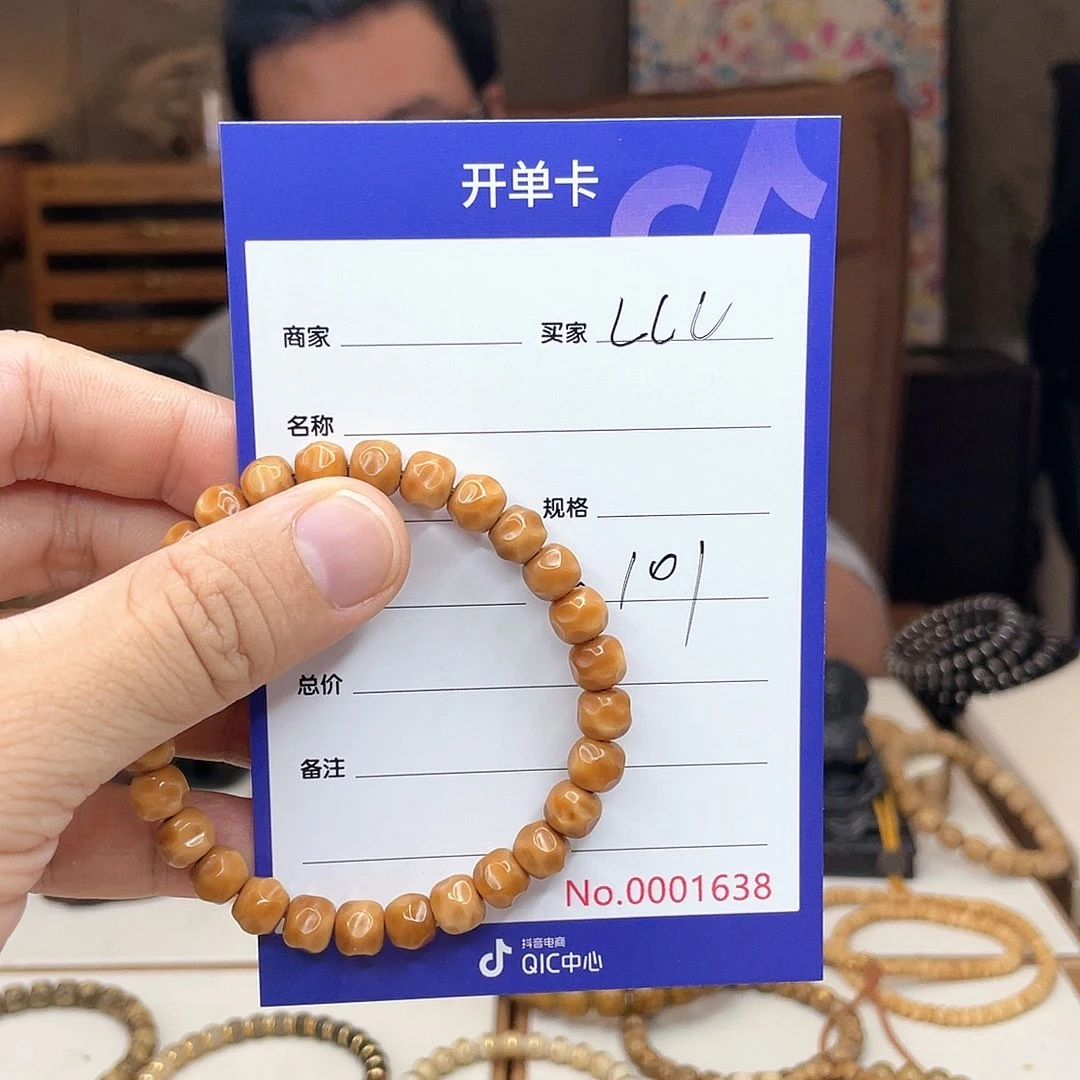 开单卡
商家 买家 LLU
名称
规格
101
总价
备注
No.0001638
抖音电商
QIC中心